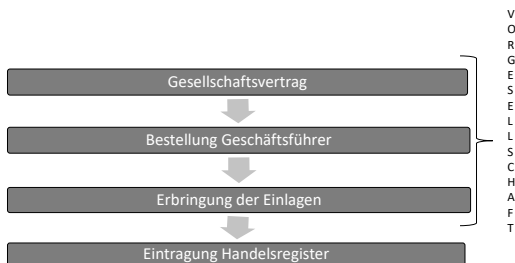 Gesellschaftsvertrag
Bestellung Geschäftsführer
Erbringung der Einlagen
Eintragung Handelsregister
V
O
R
G
E
S
E
L
L
S
C
H
A
F
T